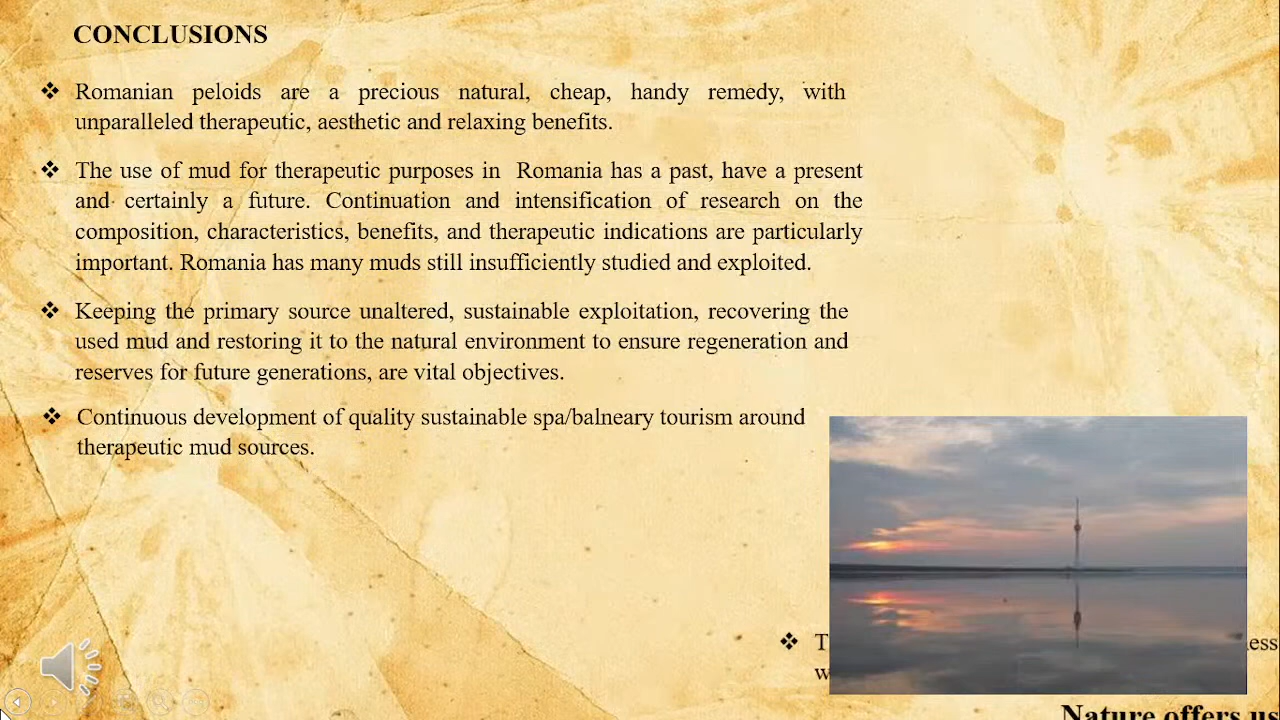 CONCLUSIONS
❖ Romanian peloids are a precious natural, cheap, handy remedy, with
unparalleled therapeutic, aesthetic and relaxing benefits.
❖ The use of mud for therapeutic purposes in Romania has a past, have a present
and certainly a future. Continuation and intensification of research on the
composition, characteristics, benefits, and therapeutic indications are particularly
important. Romania has many muds still insufficiently studied and exploited.
❖ Keeping the primary source unaltered, sustainable exploitation, recovering the
used mud and restoring it to the natural environment to ensure regeneration and
reserves for future generations, are vital objectives.
❖ Continuous development of quality sustainable spa/balneary tourism around
therapeutic mud sources.
Nature offers us